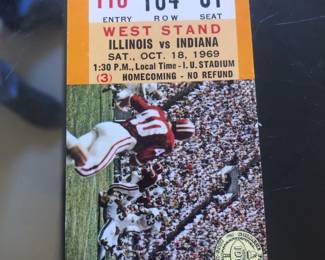 ENTRY ROW SEAT
WEST STAND
ILLINOIS vs INDIANA
SAT., OCT. 18, 1969
1:30 P.M., Local Time - I.U. STADIUM
(3) HOMECOMING - NO REFUND